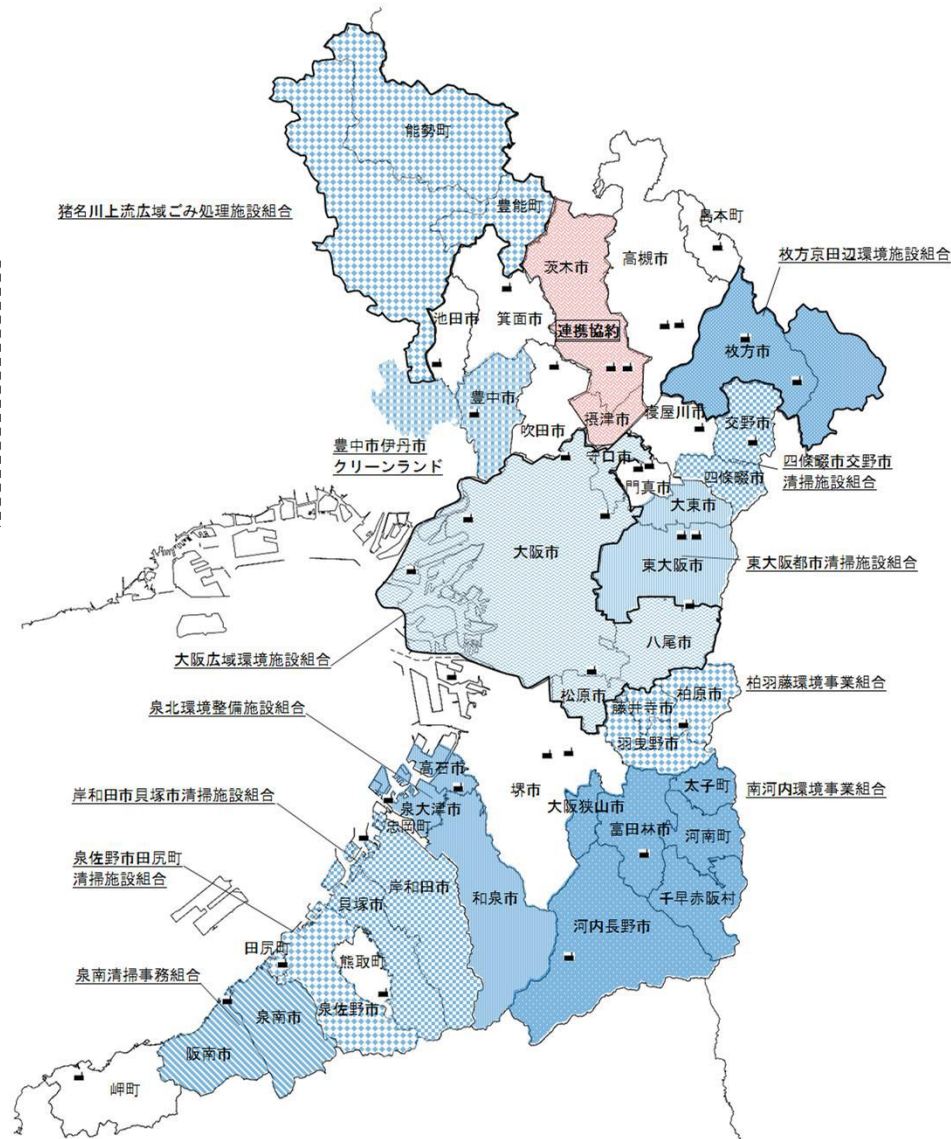 能勢町
猪名川上流広域ごみ処理施設組合
豊能町
島本町
茨木市
高槻市
枚方京田辺環境施設組合
池田市
箕面市
連携協約
枚方市
豊中市
摂津市
寝屋川市
交野市
吹田市
豊中市伊丹市
クリーンランド
守口市
門真市
四條畷市
四條畷市交野市
清掃施設組合
大東市
大阪市
東大阪市
東大阪都市清掃施設組合
八尾市
大阪広域環境施設組合
松原市
柏原市
柏羽藤環境事業組合
藤井寺市
羽曳野市
泉北環境整備施設組合
高石市
堺市
大阪狭山市
太子町
南河内環境事業組合
岸和田市貝塚市清掃施設組合
泉大津市
忠岡町
富田林市
河南町
泉佐野市田尻町
清掃施設組合
岸和田市
和泉市
千早赤阪村
貝塚市
河内長野市
田尻町
熊取町
泉南清掃事務組合
泉佐野市
泉南市
阪南市
岬町